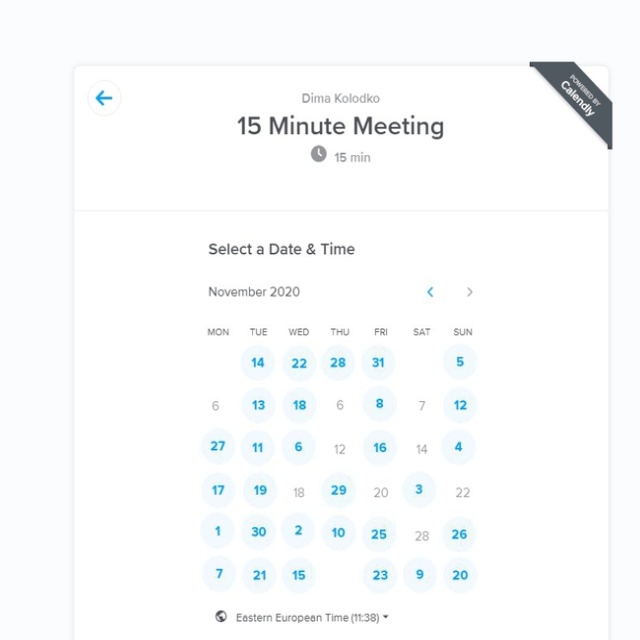 POWERED BY
Calendly
Dima Kolodko
15 Minute Meeting
15 min
Select a Date & Time
November 2020
MON TUE WED THU FRI SAT SUN
14 22 28 31 5
6 13 18 6 8 7 12
27 11 6 12 16 14 4
17 19 18 29 20 3 22
1 30 2 10 25 28 26
7 21 15 23 9 20
Eastern European Time (11:38)